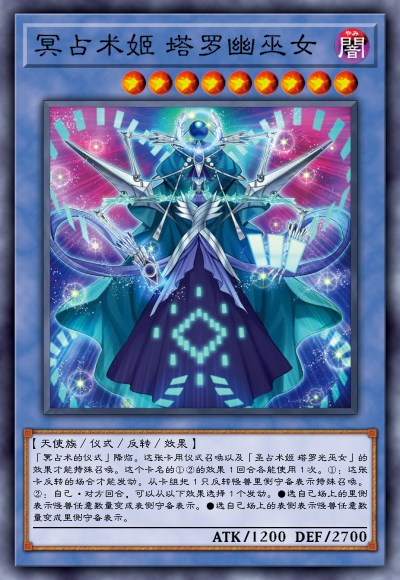 冥占术姬 塔罗幽巫女
やみ
闇
【天使族／仪式／反转／效果】
「冥占术的仪式」降临。这张卡用仪式召唤以及「圣占术姬 塔罗光巫女」的
效果才能特殊召唤。这个卡名的①②的效果1回合各能使用1次。①：这张
卡反转的场合才能发动。从卡组把1只反转怪兽里侧守备表示特殊召唤。
②：自己·对方回合，可以从以下效果选择1个发动。●选自己场上的里侧
表示怪兽任意数量变成表侧守备表示。●选自己场上的表侧表示怪兽任意数
量变成里侧守备表示。
ATK/1200 DEF/2700